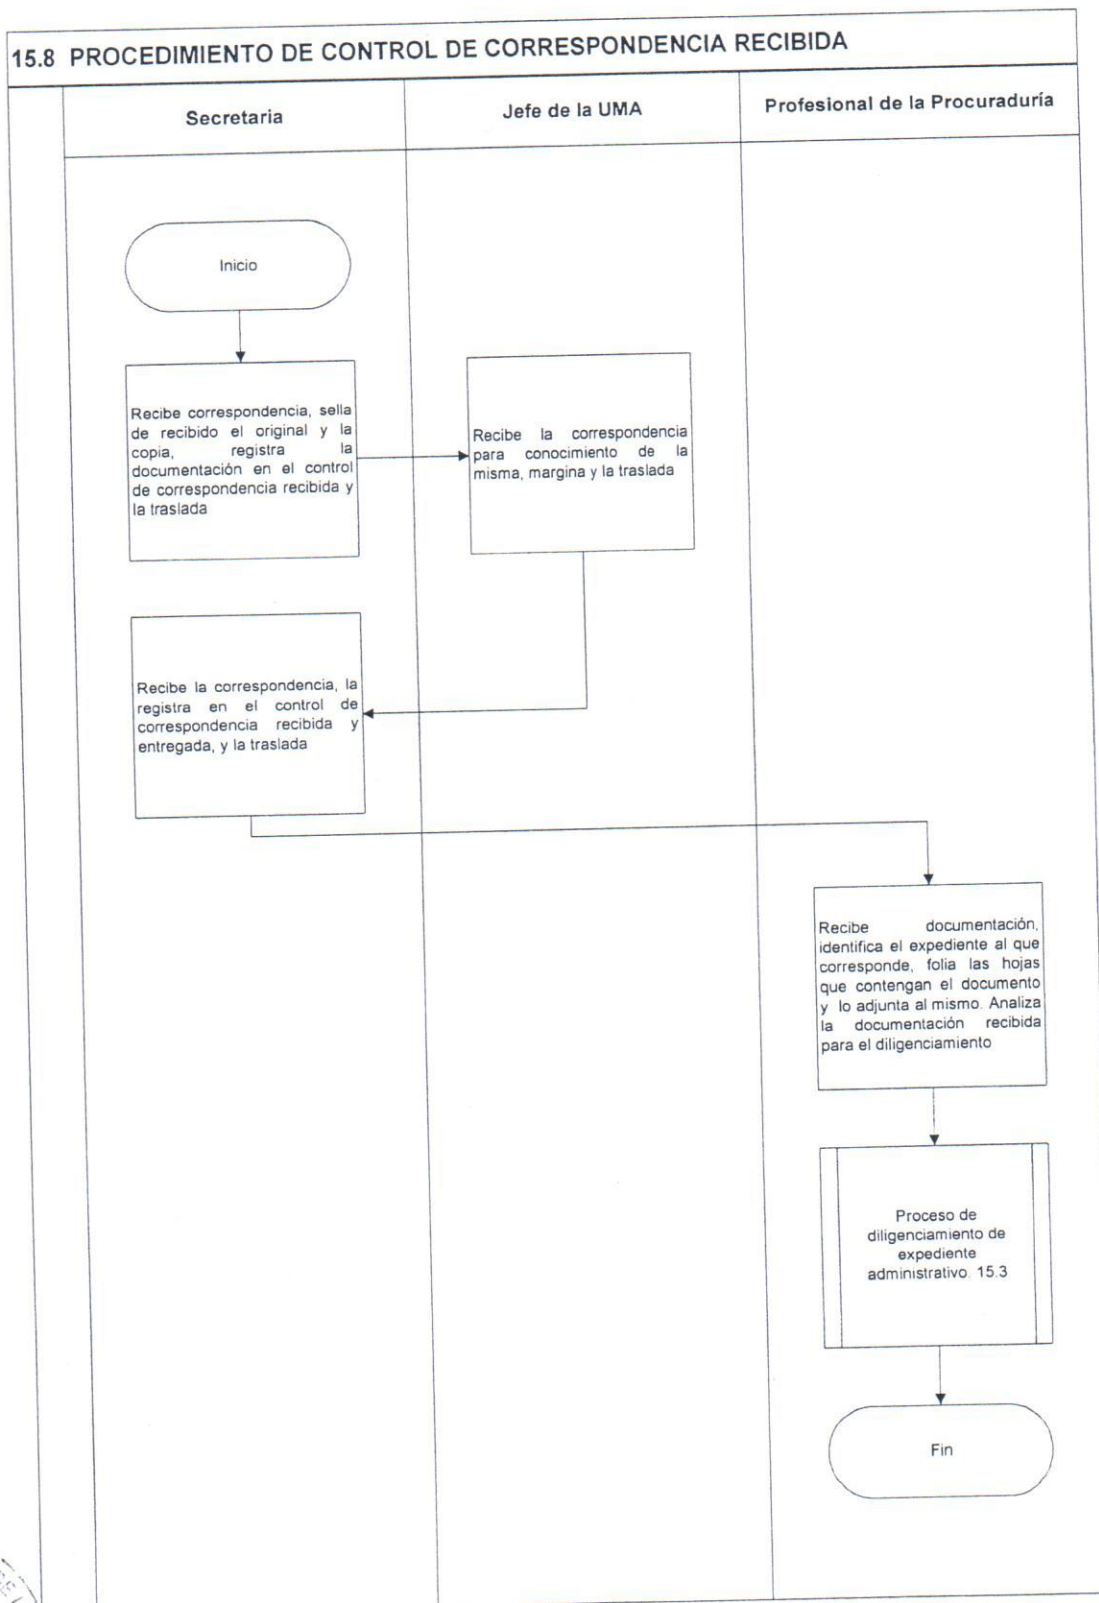 15.8 PROCEDIMIENTO DE CONTROL DE CORRESPONDENCIA RECIBIDA
Secretaria
Jefe de la UMA
Profesional de la Procuraduría
Inicio
Recibe correspondencia, sella
de recibido el original y la
copia, registra la
documentación en el control
de correspondencia recibida y
la traslada
Recibe la correspondencia
para conocimiento de la
misma, margina y la traslada
Recibe la correspondencia, la
registra en el control de
correspondencia recibida y
entregada, y la traslada
Recibe documentación,
identifica el expediente al que
corresponde, folia las hojas
que contengan el documento
y lo adjunta al mismo. Analiza
la documentación recibida
para el diligenciamiento
Proceso de
diligenciamiento de
expediente
administrativo. 15.3
Fin